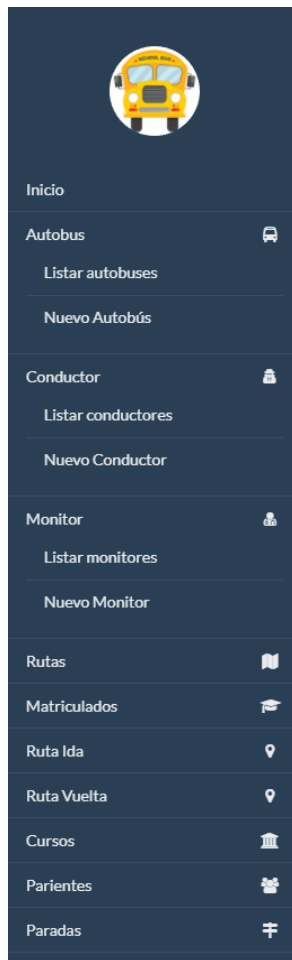 SCHOOL BUS
Inicio
Autobus
Listar autobuses
Nuevo Autobús
Conductor
Listar conductores
Nuevo Conductor
Monitor
Listar monitores
Nuevo Monitor
Rutas
Matriculados
Ruta Ida
Ruta Vuelta
Cursos
Parientes
Paradas